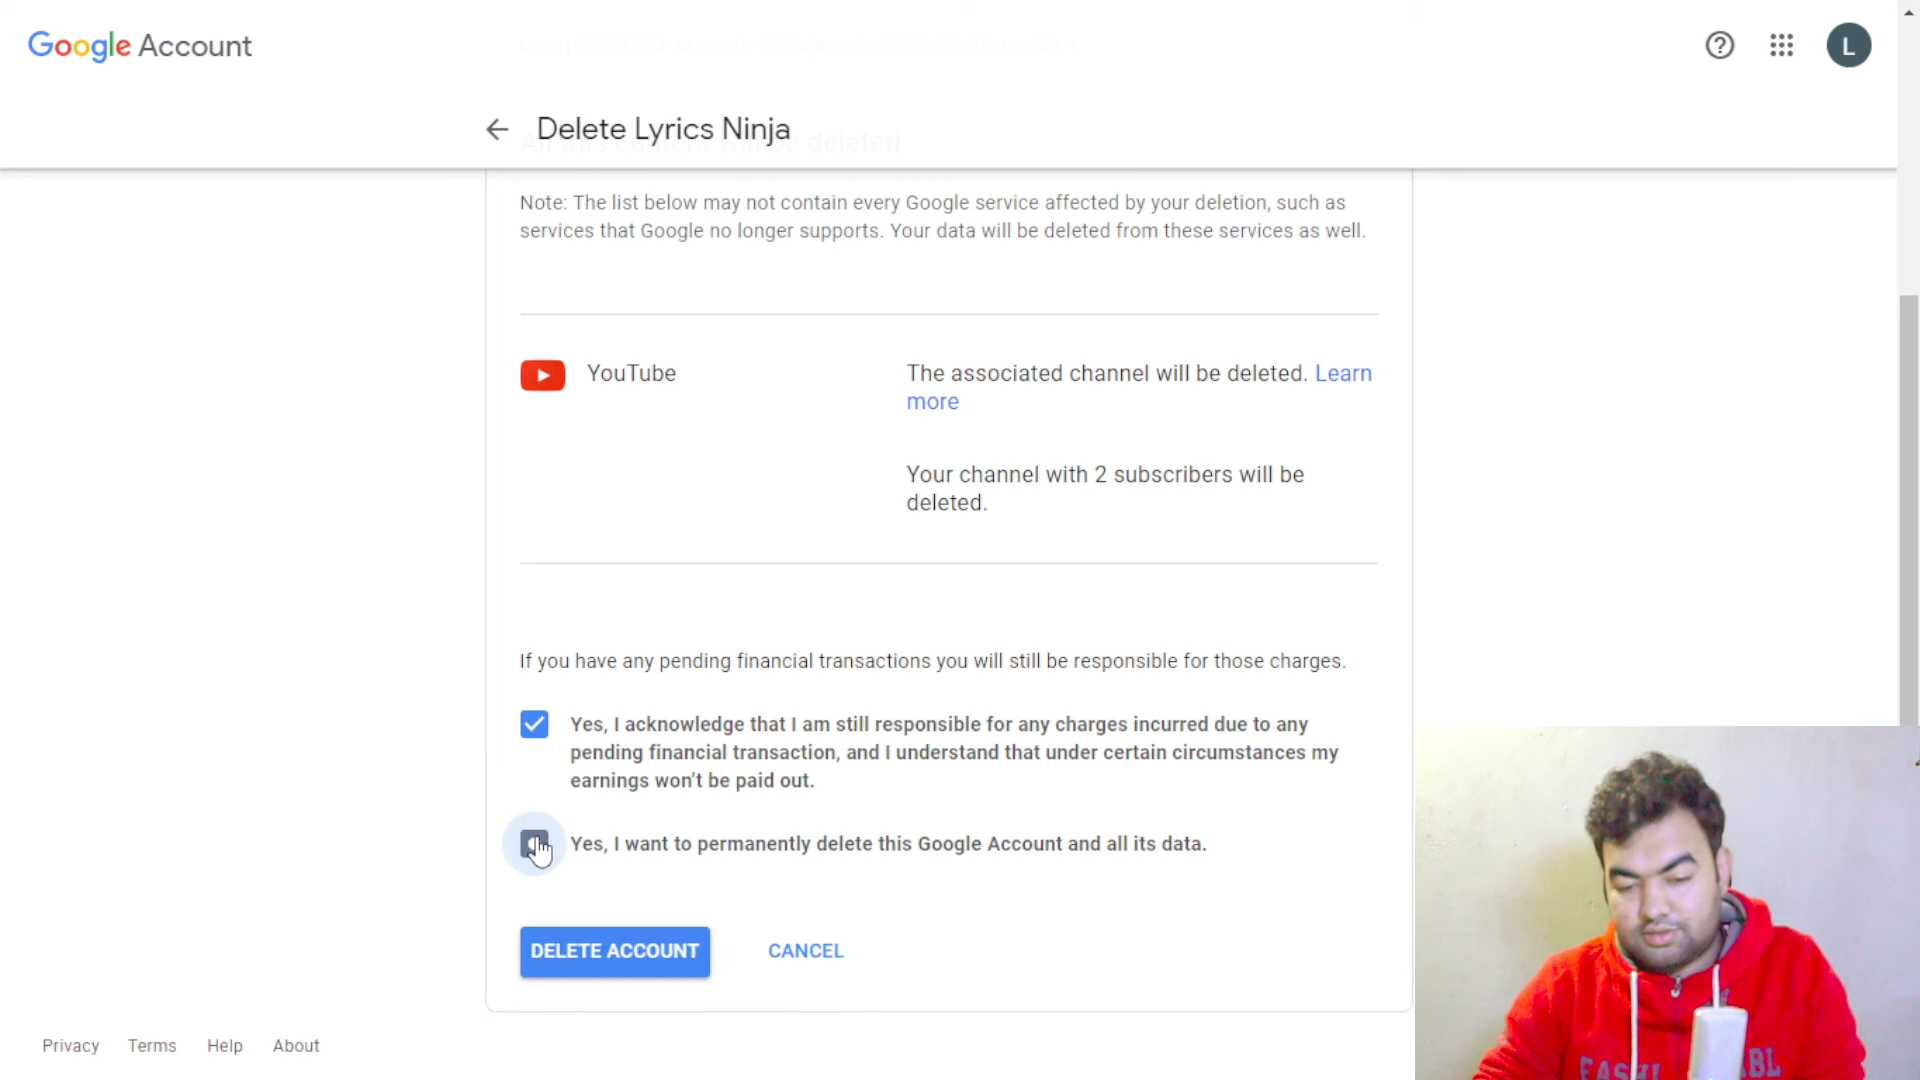 Google Account
L
Delete Lyrics Ninja
All this content will be deleted
Note: The list below may not contain every Google service affected by your deletion, such as
services that Google no longer supports. Your data will be deleted from these services as well.
YouTube
The associated channel will be deleted. Learn
more
Your channel with 2 subscribers will be
deleted.
If you have any pending financial transactions you will still be responsible for those charges.
Yes, I acknowledge that I am still responsible for any charges incurred due to any
pending financial transaction, and I understand that under certain circumstances my
earnings won't be paid out.
Yes, I want to permanently delete this Google Account and all its data.
DELETE ACCOUNT
CANCEL
Privacy
Terms
Help
About